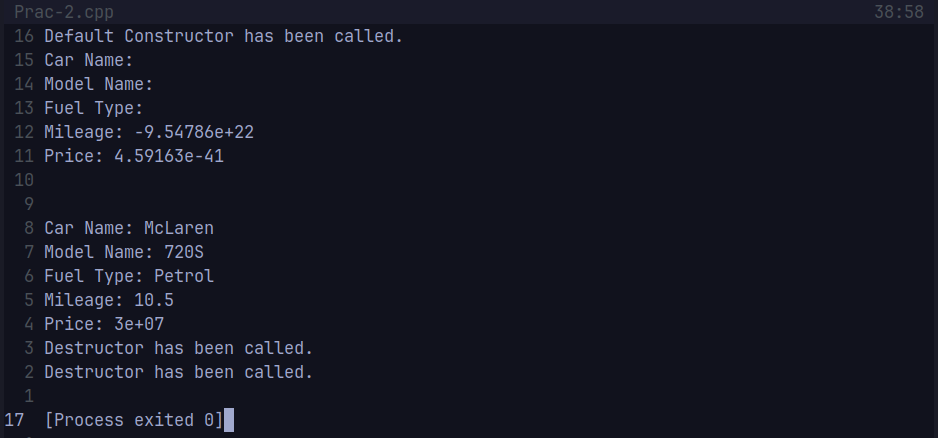 Prac-2.cpp 38:58
16 Default Constructor has been called.
15 Car Name:
14 Model Name:
13 Fuel Type:
12 Mileage: -9.54786e+22
11 Price: 4.59163e-41
10
9
8 Car Name: McLaren
7 Model Name: 720S
6 Fuel Type: Petrol
5 Mileage: 10.5
4 Price: 3e+07
3 Destructor has been called.
2 Destructor has been called.
1
17 [Process exited 0]